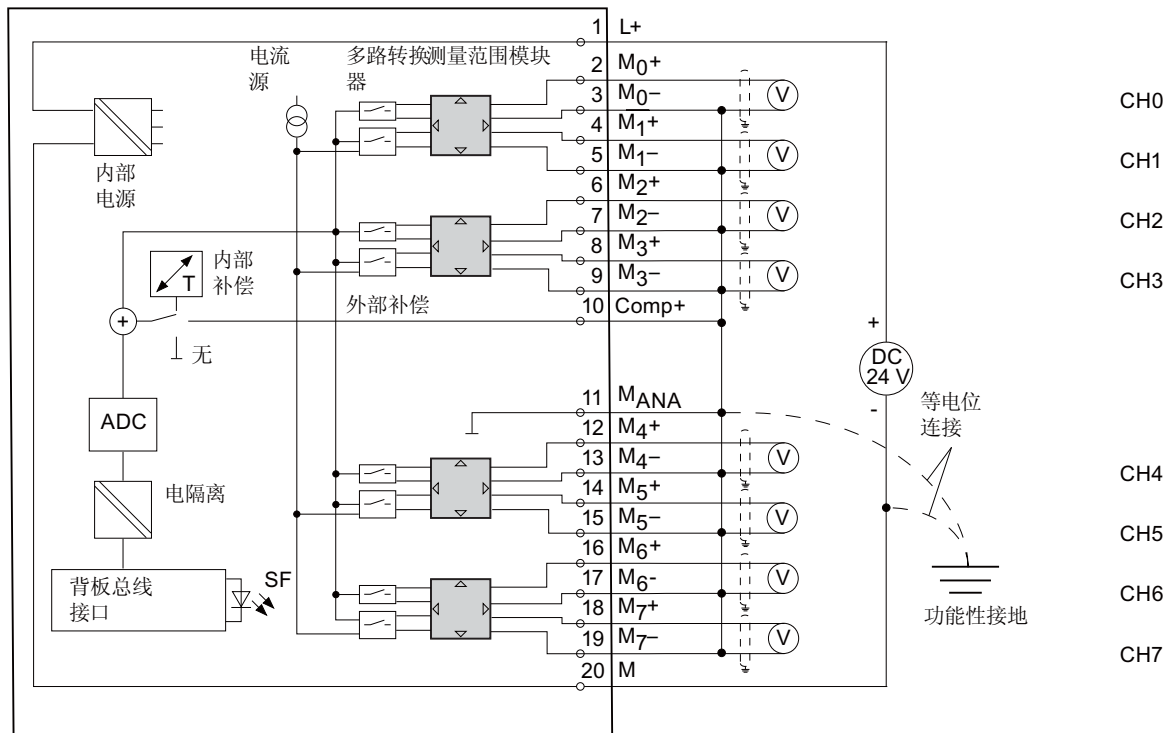 1 L+
电流
源
多路转换测量范围模块
器
2 M0+
3 M0-
4 M1+
5 M1-
6 M2+
7 M2-
8 M3+
9 M3-
10 Comp+
11 MANA
12 M4+
13 M4-
14 M5+
15 M5-
16 M6+
17 M6-
18 M7+
19 M7-
20 M
内部
电源
T
内部
补偿
外部补偿
+
无
ADC
电隔离
背板总线
接口
SF
V
V
V
V
V
V
V
V
+
DC
24 V
-
等电位
连接
功能性接地
CH0
CH1
CH2
CH3
CH4
CH5
CH6
CH7